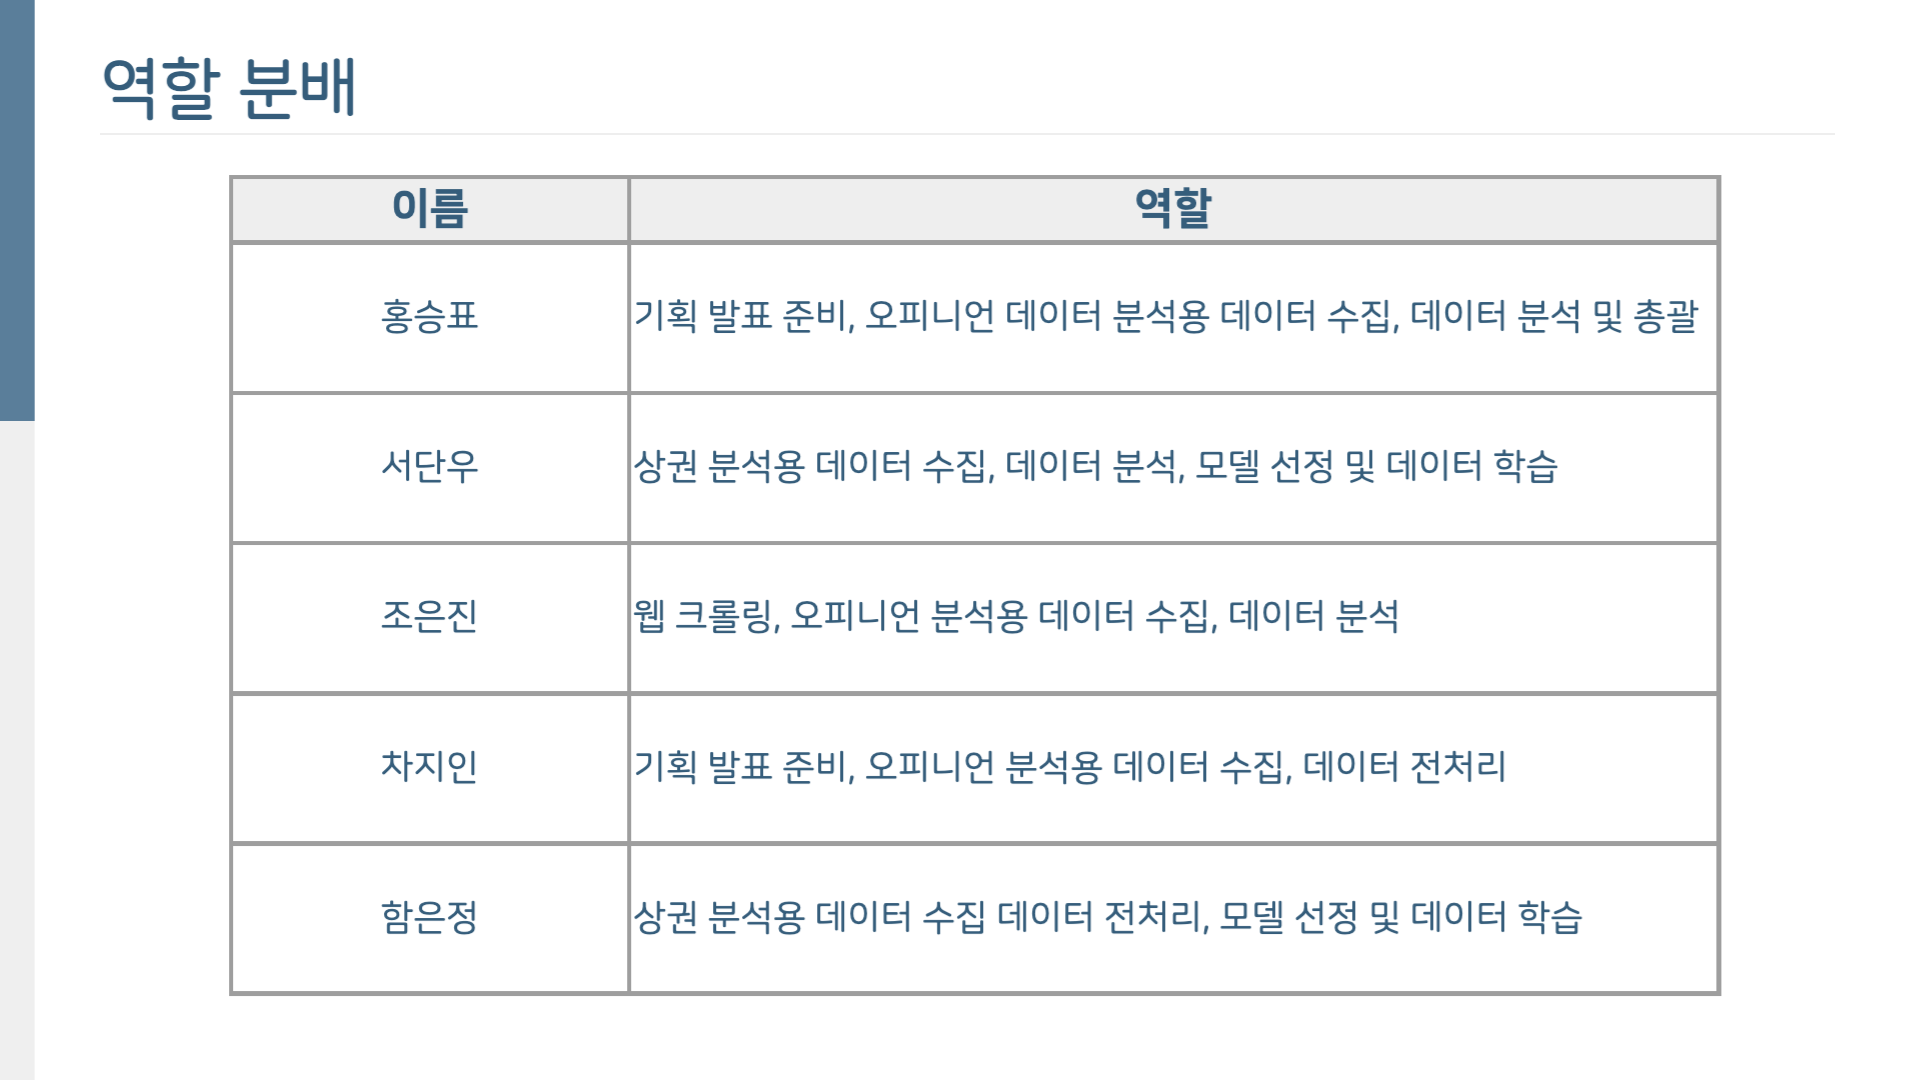 역할 분배
이름 역할
홍승표 기획 발표 준비, 오피니언 데이터 분석용 데이터 수집, 데이터 분석 및 총괄
서단우 상권 분석용 데이터 수집, 데이터 분석, 모델 선정 및 데이터 학습
조은진 웹 크롤링, 오피니언 분석용 데이터 수집, 데이터 분석
차지인 기획 발표 준비, 오피니언 분석용 데이터 수집, 데이터 전처리
함은정 상권 분석용 데이터 수집 데이터 전처리, 모델 선정 및 데이터 학습